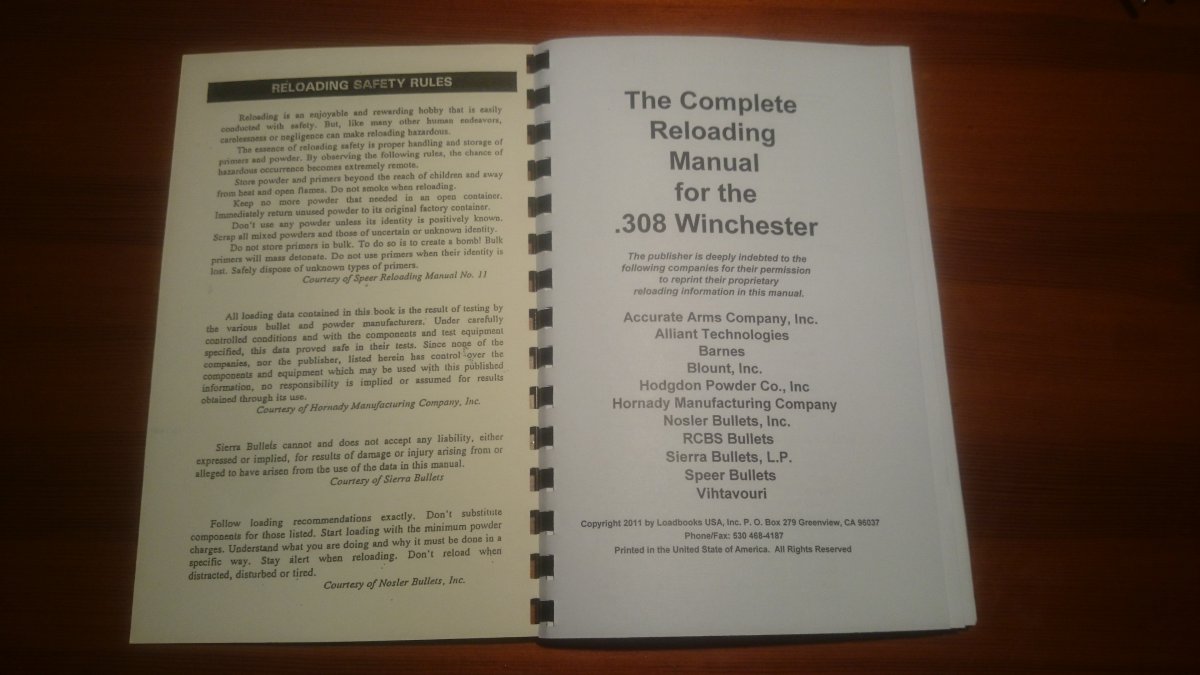 RELOADING SAFETY RULES
Reloading is an enjoyable and rewarding hobby that is easily
conducted with safety. But, like many other human endeavors,
carelessness or negligence can make reloading hazardous.
The essence of reloading safety is proper handling and storage of
primers and powder. By observing the following rules, the chance of
hazardous occurrence becomes extremely remote.
Store powder and primers beyond the reach of children and away
from heat and open flames. Do not smoke when reloading.
Keep no more powder that needed in an open container.
Immediately return unused powder to its original factory container.
Don't use any powder unless its identity is positively known.
Scrap all mixed powders and those of uncertain or unknown identity.
Do not store primers in bulk. To do so is to create a bomb! Bulk
primers will mass detonate. Do not use primers when their identity is
lost. Safely dispose of unknown types of primers.
Courtesy of Speer Reloading Manual No. 11
All loading data contained in this book is the result of testing by
the various bullet and powder manufacturers. Under carefully
controlled conditions and with the components and test equipment
specified, this data proved safe in their tests. Since none of the
companies, nor the publisher, listed herein has control over the
components and equipment which may be used with this published
information, no responsibility is implied or assumed for results
obtained through its use.
Courtesy of Hornady Manufacturing Company, Inc.
Sierra Bullets cannot and does not accept any liability, either
expressed or implied, for results of damage or injury arising from or
alleged to have arisen from the use of the data in this manual.
Courtesy of Sierra Bullets
Follow loading recommendations exactly. Don't substitute
components for those listed. Start loading with the minimum powder
charges. Understand what you are doing and why it must be done in a
specific way. Stay alert when reloading. Don't reload when
distracted, disturbed or tired.
Courtesy of Nosler Bullets, Inc.
The Complete
Reloading
Manual
for the
.308 Winchester
The publisher is deeply indebted to the
following companies for their permission
to reprint their proprietary
reloading information in this manual.
Accurate Arms Company, Inc.
Alliant Technologies
Barnes
Blount, Inc.
Hodgdon Powder Co., Inc
Hornady Manufacturing Company
Nosler Bullets, Inc.
RCBS Bullets
Sierra Bullets, L.P.
Speer Bullets
Vihtavouri
Copyright 2011 by Loadbooks USA, Inc. P. O. Box 279 Greenview, CA 96037
Phone/Fax: 530 468-4187
Printed in the United State of America. All Rights Reserved